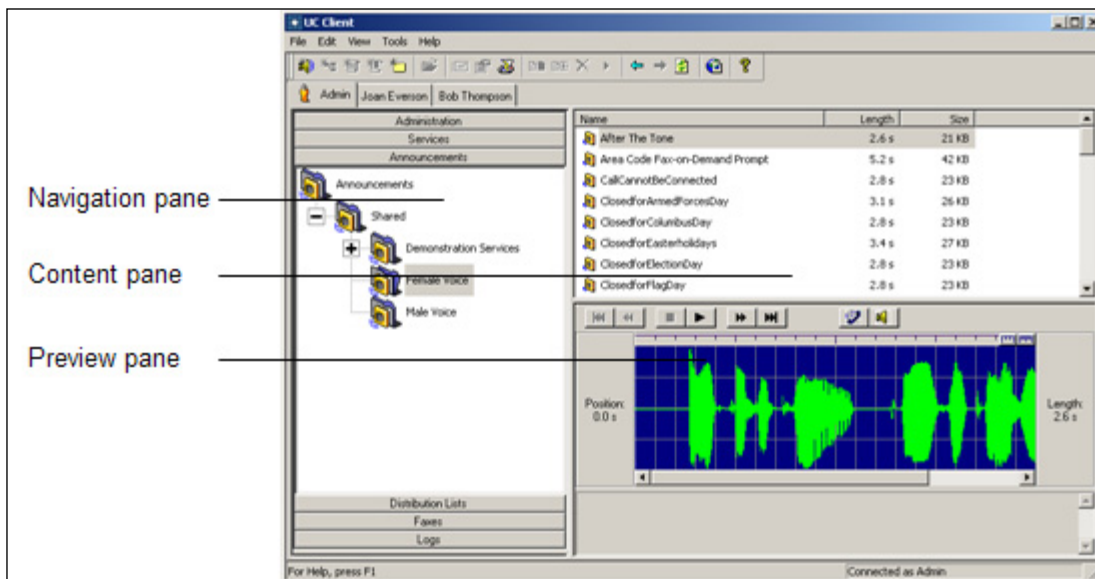 UC Client
File Edit View Tools Help
Admin Joan Everson Bob Thompson
Administration
Services
Announcements
Announcements
Shared
Demonstration Services
Female Voice
Male Voice
Distribution Lists
Faxes
Logs
Navigation pane
Content pane
Preview pane
Name Length Size
After The Tone 2.6 s 21 KB
Area Code Fax-on-Demand Prompt 5.2 s 42 KB
CallCannotBeConnected 2.8 s 23 KB
ClosedforArmedForcesDay 3.1 s 26 KB
ClosedforColumbusDay 2.8 s 23 KB
ClosedforEasterholidays 3.4 s 27 KB
ClosedforElectionDay 2.8 s 23 KB
ClosedforFlagDay 2.8 s 23 KB
Position:
0.0 s
Length:
2.6 s
For Help, press F1 Connected as Admin